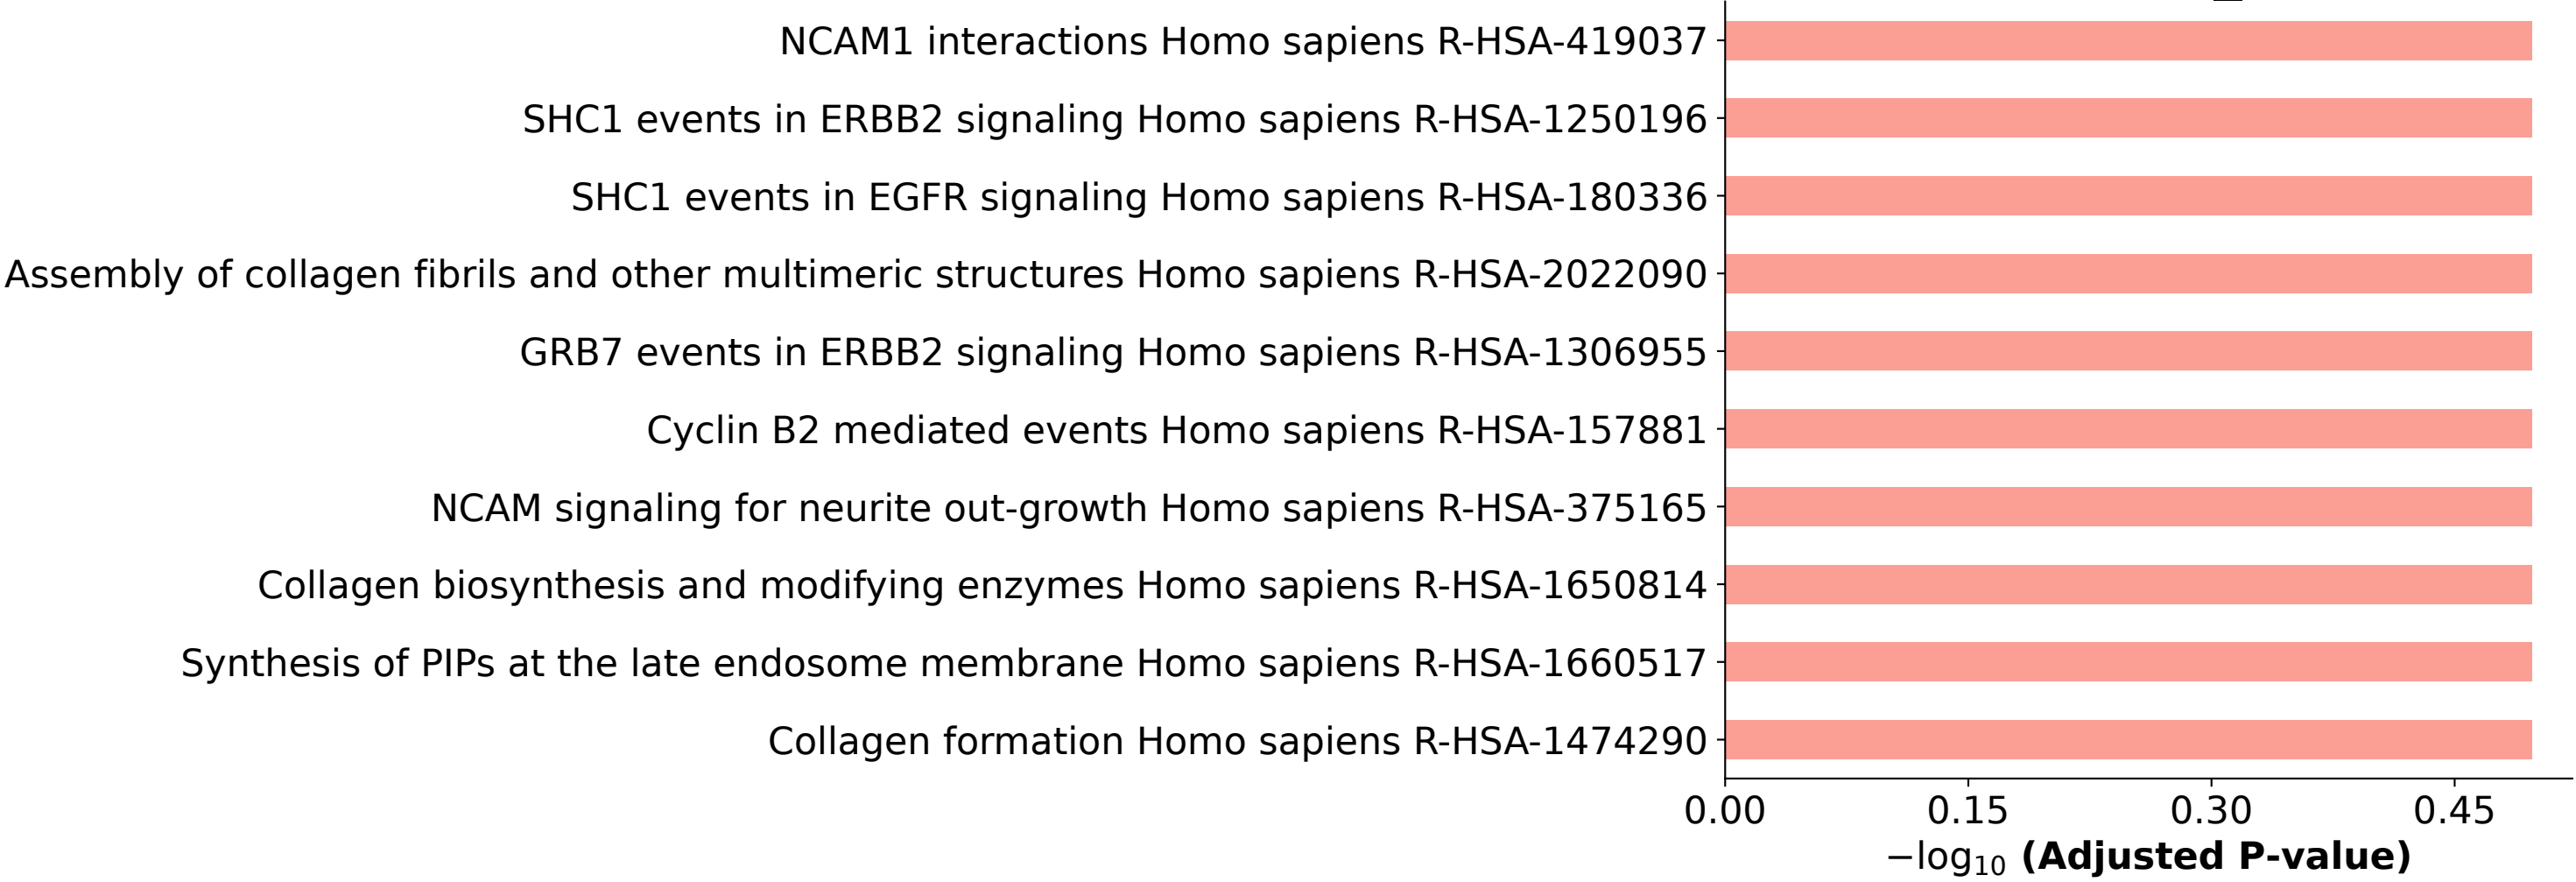 NCAM1 interactions Homo sapiens R-HSA-419037
SHC1 events in ERBB2 signaling Homo sapiens R-HSA-1250196
SHC1 events in EGFR signaling Homo sapiens R-HSA-180336
Assembly of collagen fibrils and other multimeric structures Homo sapiens R-HSA-2022090
GRB7 events in ERBB2 signaling Homo sapiens R-HSA-1306955
Cyclin B2 mediated events Homo sapiens R-HSA-157881
NCAM signaling for neurite out-growth Homo sapiens R-HSA-375165
Collagen biosynthesis and modifying enzymes Homo sapiens R-HSA-1650814
Synthesis of PIPs at the late endosome membrane Homo sapiens R-HSA-1660517
Collagen formation Homo sapiens R-HSA-1474290
0.00 0.15 0.30 0.45
−log₁₀ (Adjusted P-value)